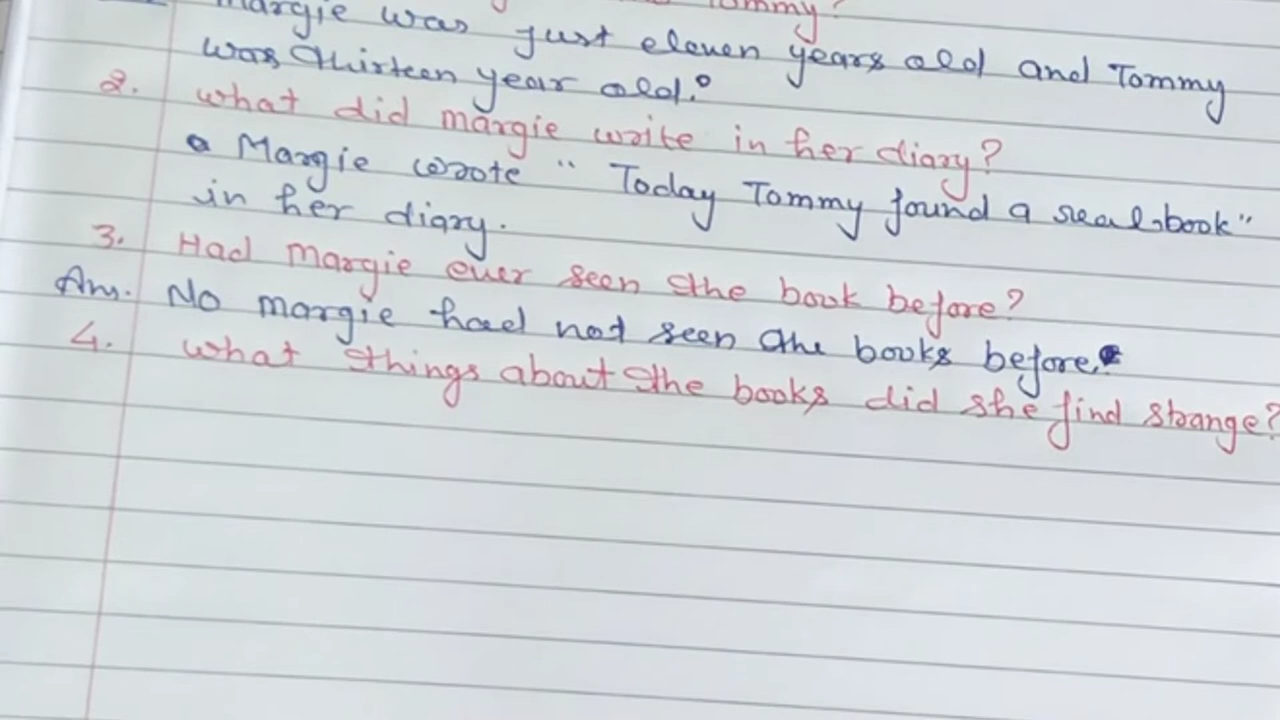 Tommy?
Margie was just eleven years old and Tommy
was thirteen year old.
2. What did margie write in her diary?
Margie wrote " Today Tommy found a real book"
in her diary.
3. Had Margie ever seen the book before?
Ans. No margie had not seen the books before.
4. What things about the books did she find strange?